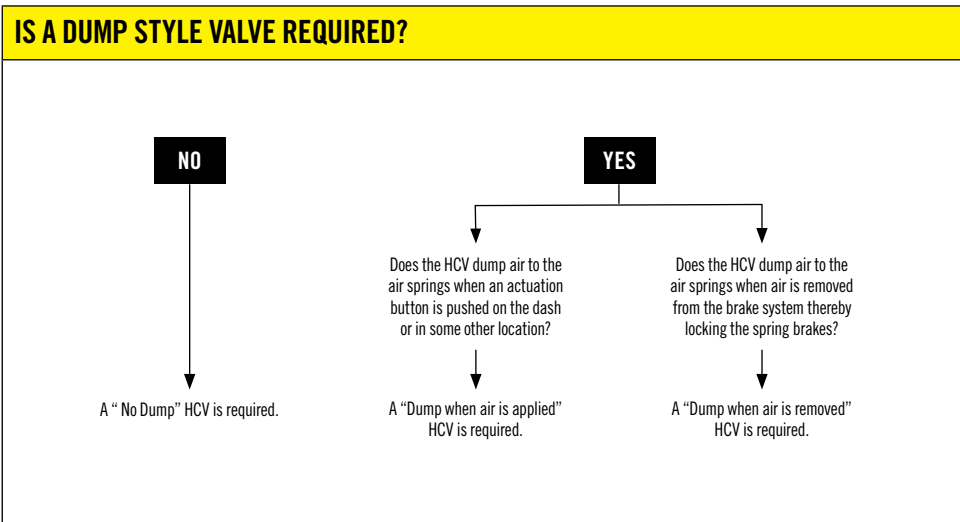 IS A DUMP STYLE VALVE REQUIRED?
NO
A “ No Dump” HCV is required.
YES
Does the HCV dump air to the
air springs when an actuation
button is pushed on the dash
or in some other location?
A “Dump when air is applied”
HCV is required.
Does the HCV dump air to the
air springs when air is removed
from the brake system thereby
locking the spring brakes?
A “Dump when air is removed”
HCV is required.